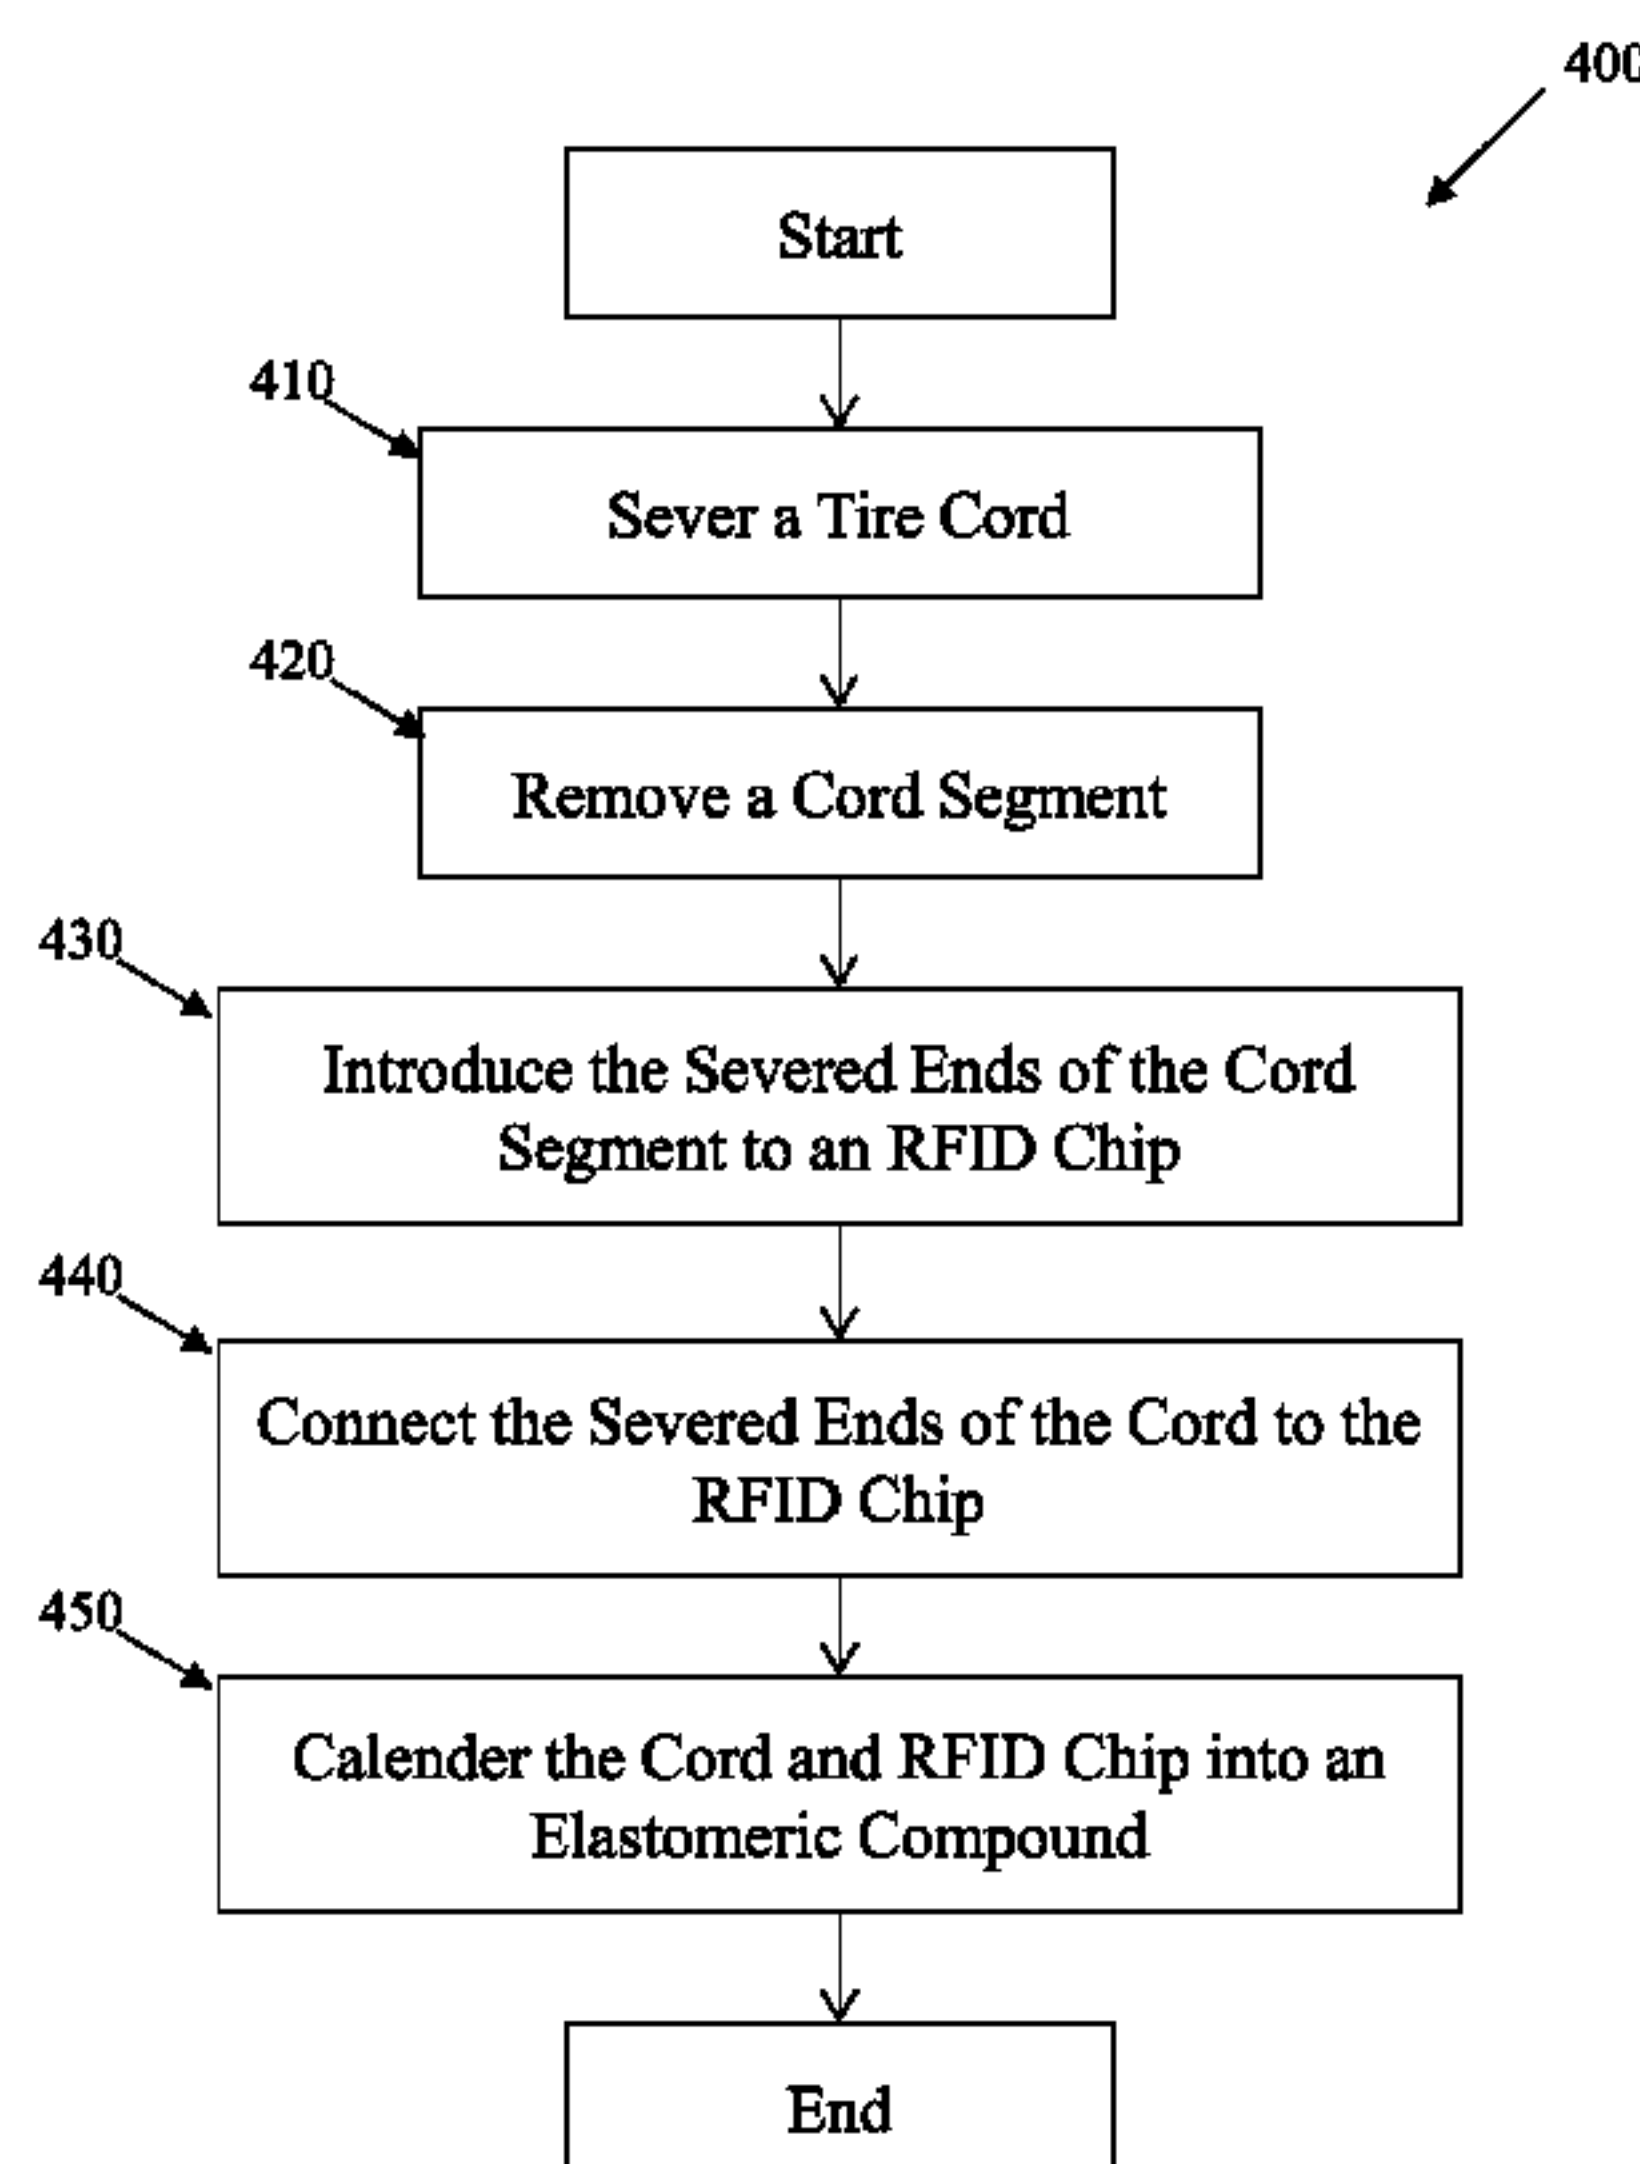 400
Start
410
Sever a Tire Cord
420
Remove a Cord Segment
430
Introduce the Severed Ends of the Cord
Segment to an RFID Chip
440
Connect the Severed Ends of the Cord to the
RFID Chip
450
Calender the Cord and RFID Chip into an
Elastomeric Compound
End